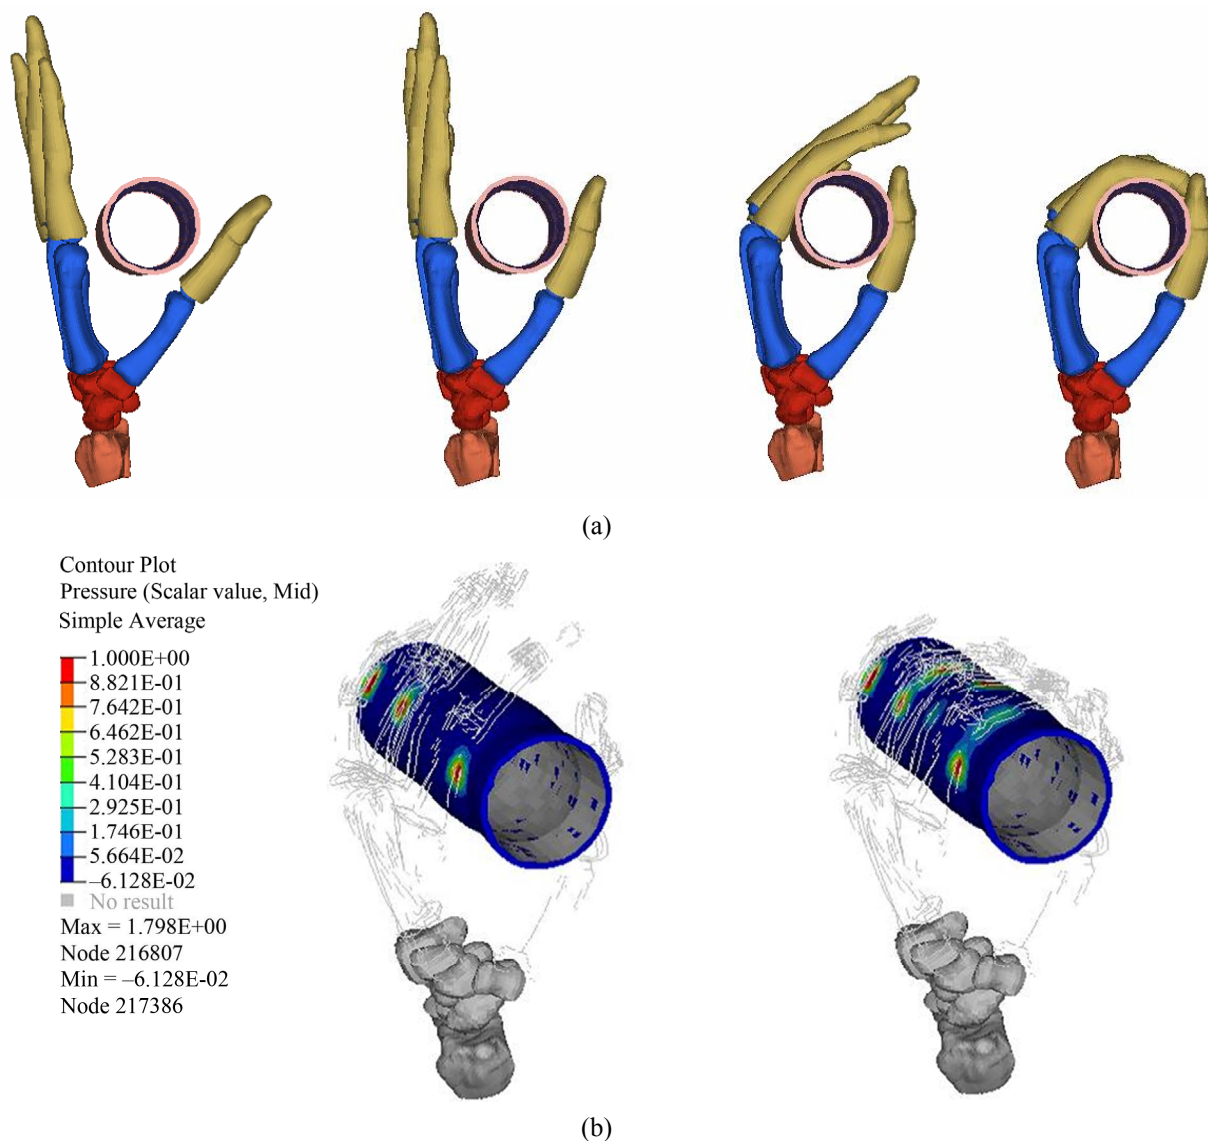 (a)
Contour Plot
Pressure (Scalar value, Mid)
Simple Average
1.000E+00
8.821E-01
7.642E-01
6.462E-01
5.283E-01
4.104E-01
2.925E-01
1.746E-01
5.664E-02
–6.128E-02
No result
Max = 1.798E+00
Node 216807
Min = –6.128E-02
Node 217386
(b)